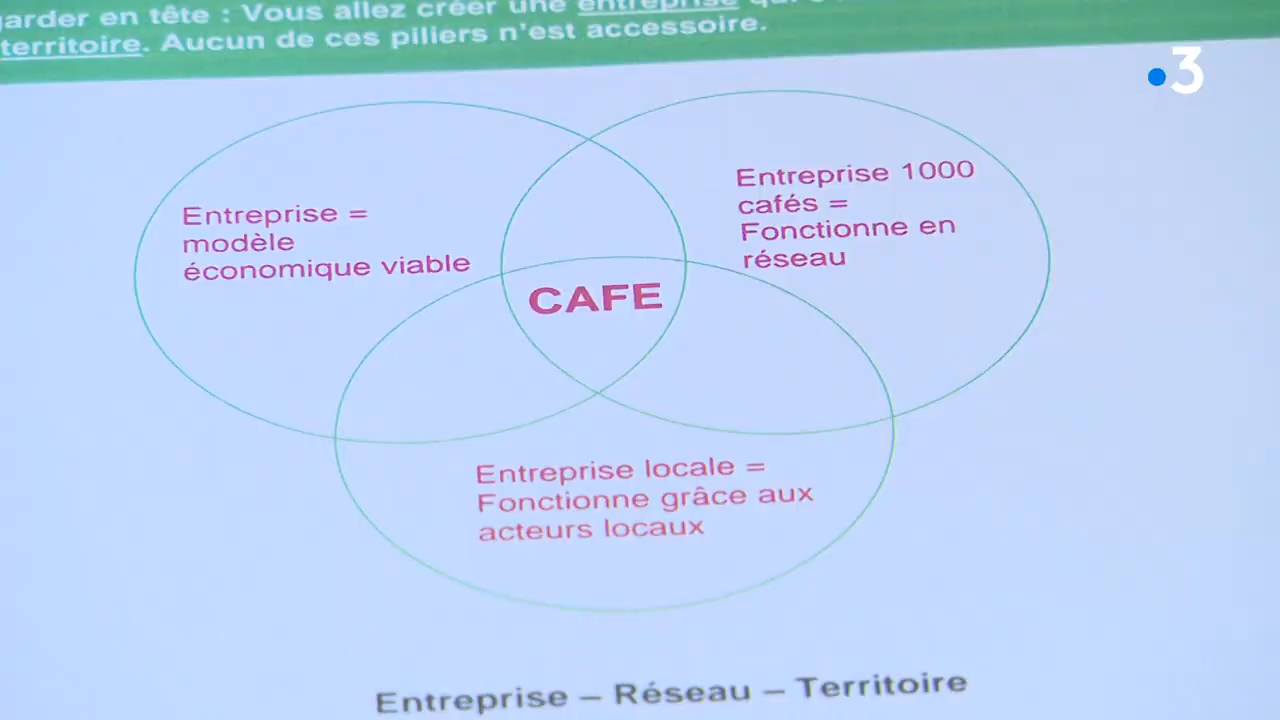 garder en tête : Vous allez créer une entreprise
territoire. Aucun de ces piliers n'est accessoire.
3
Entreprise =
modèle
économique viable
Entreprise 1000
cafés =
Fonctionne en
réseau
CAFE
Entreprise locale =
Fonctionne grâce aux
acteurs locaux
Entreprise – Réseau – Territoire